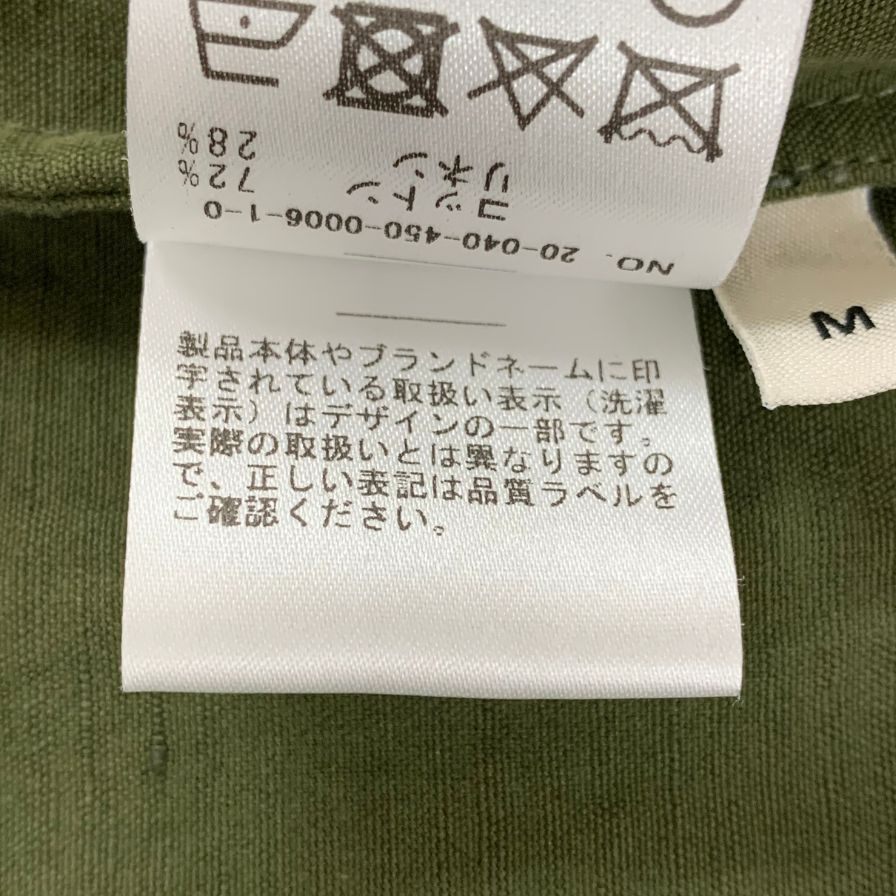 NO. 20-040-450-0006-1-0
コットン 72%
リネン 28%
製品本体やブランドネームに印
字されている取扱い表示（洗濯
表示）はデザインの一部です。
実際の取扱いとは異なりますの
で、正しい表記は品質ラベルを
ご確認ください。
M